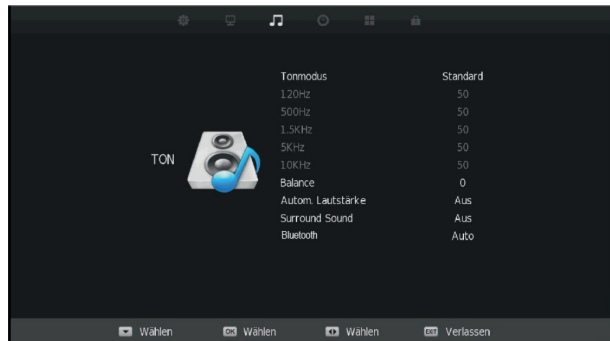 Tonmodus Standard
120Hz 50
500Hz 50
1.5KHz 50
5KHz 50
10KHz 50
TON
Balance 0
Autom. Lautstärke Aus
Surround Sound Aus
Bluetooth Auto
Wählen OK Wählen Wählen EXIT Verlassen